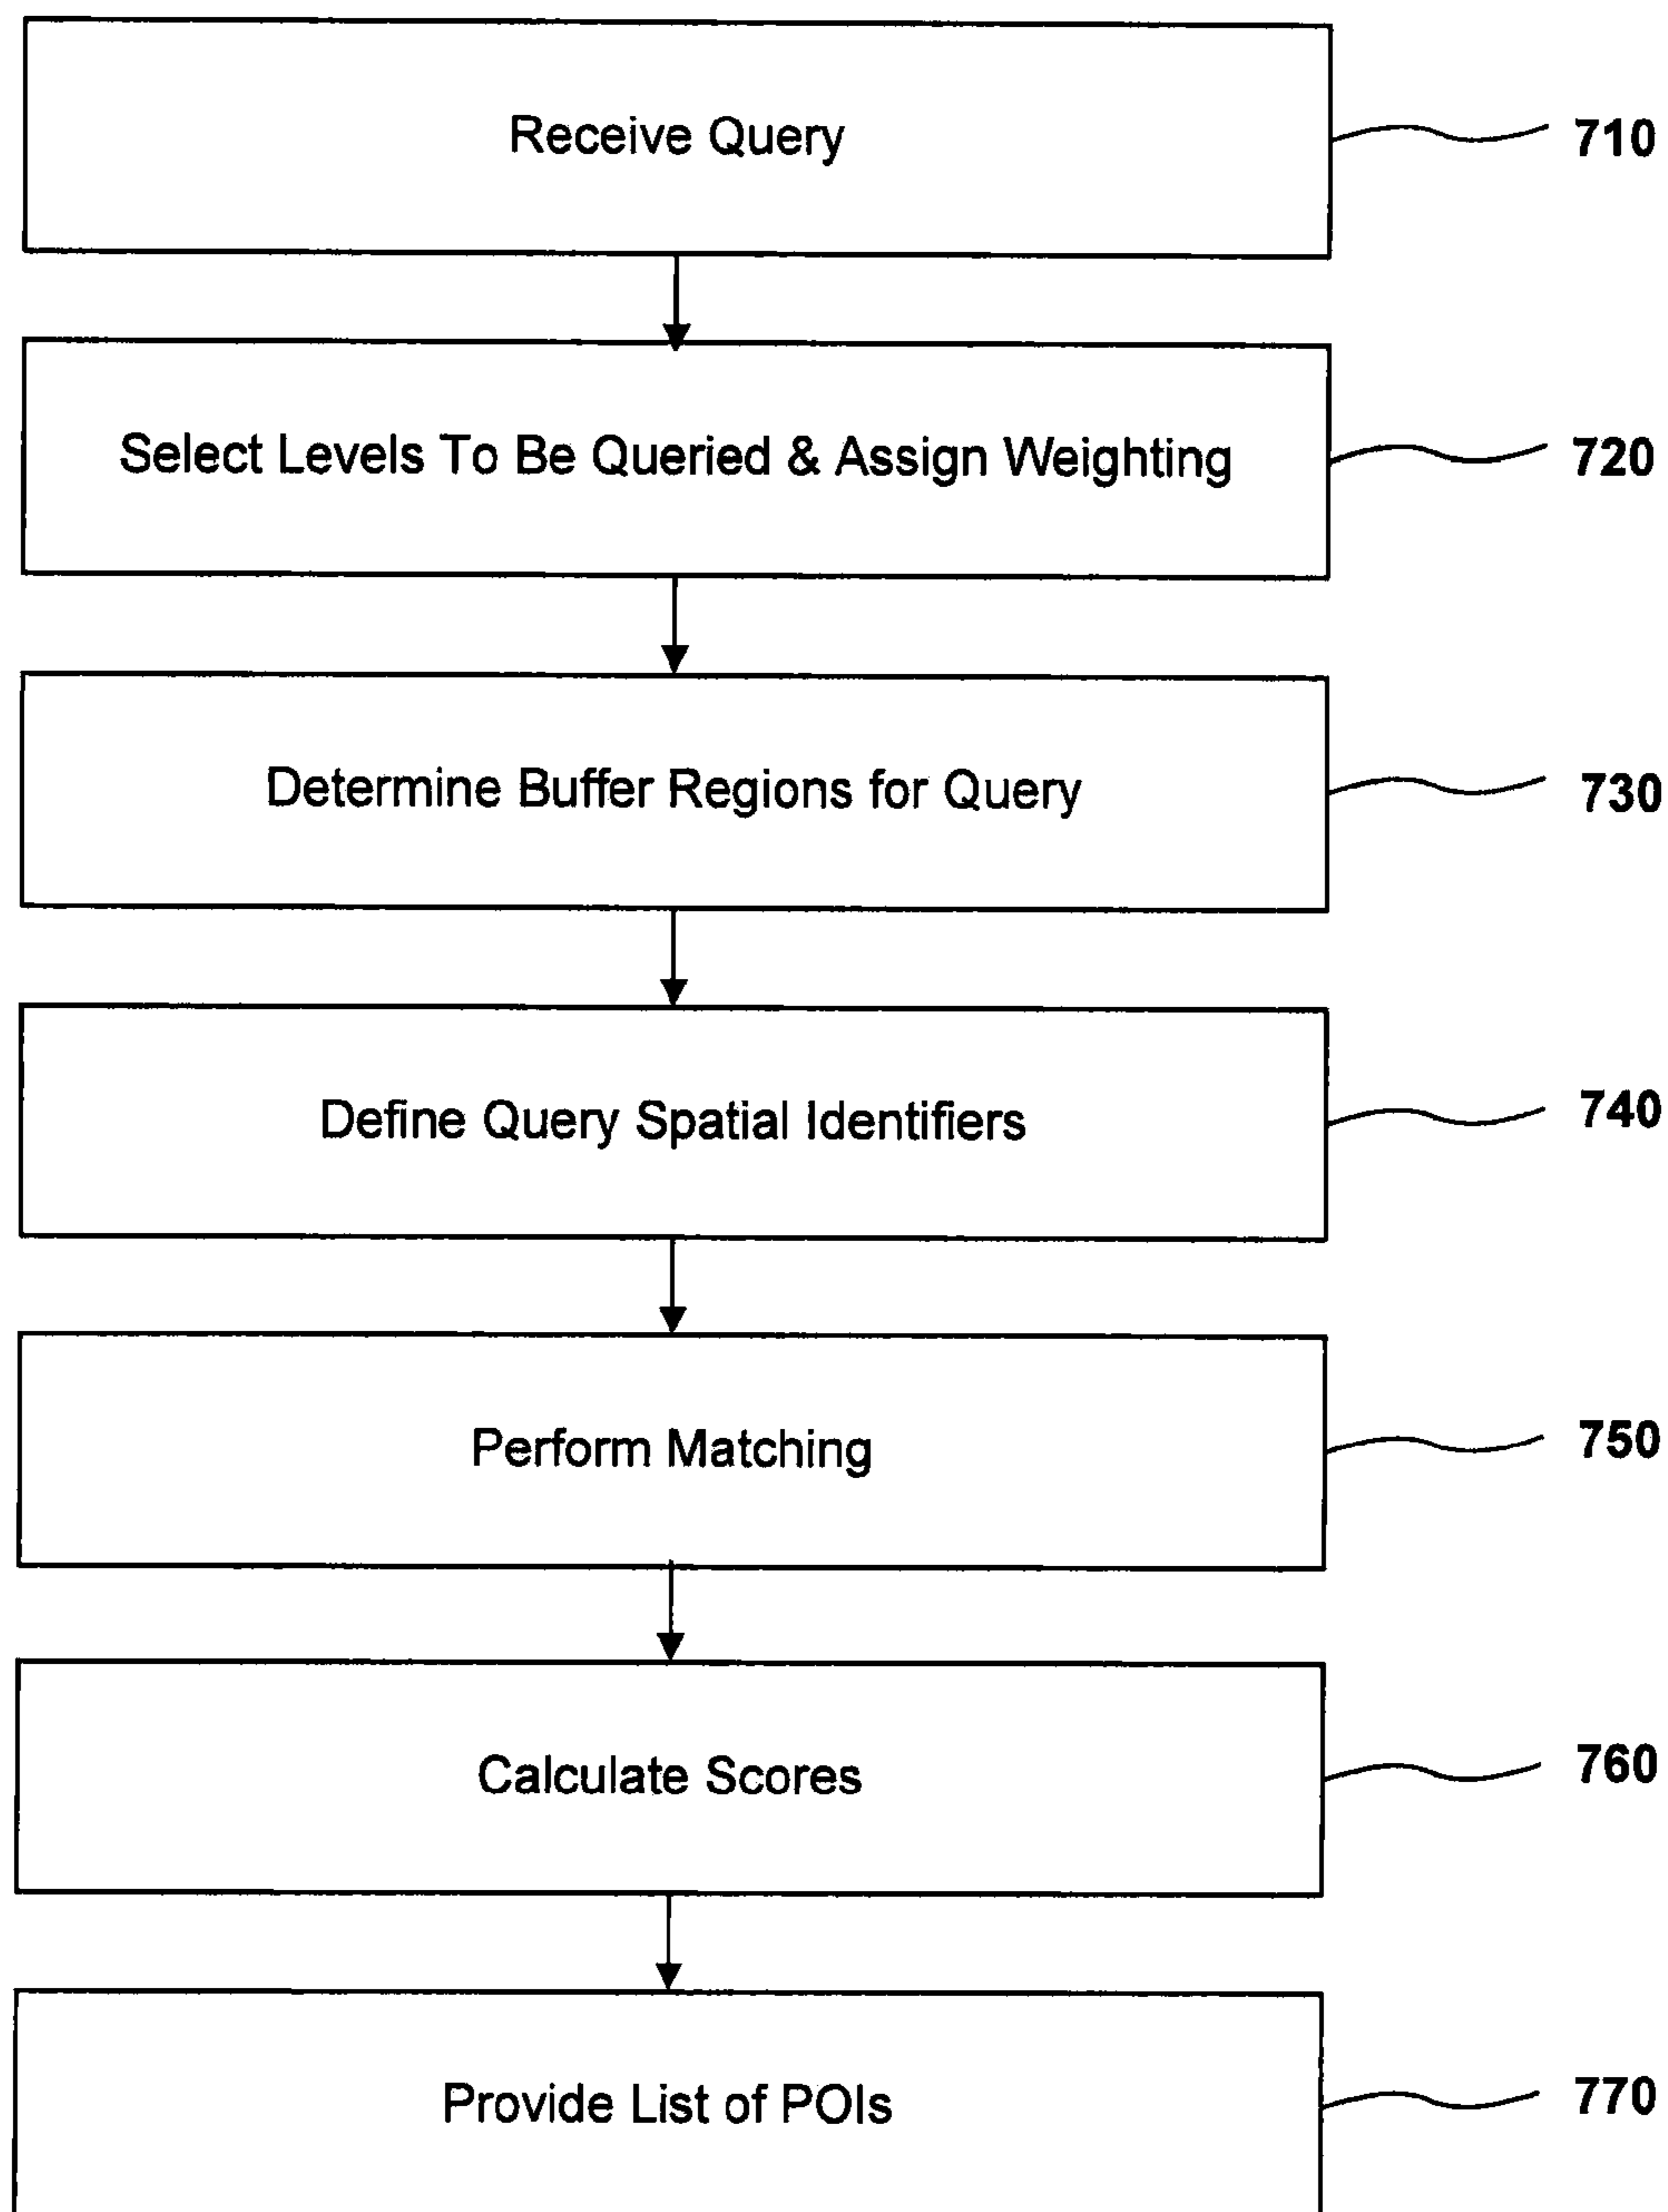 Receive Query
710
Select Levels To Be Queried & Assign Weighting
720
Determine Buffer Regions for Query
730
Define Query Spatial Identifiers
740
Perform Matching
750
Calculate Scores
760
Provide List of POIs
770